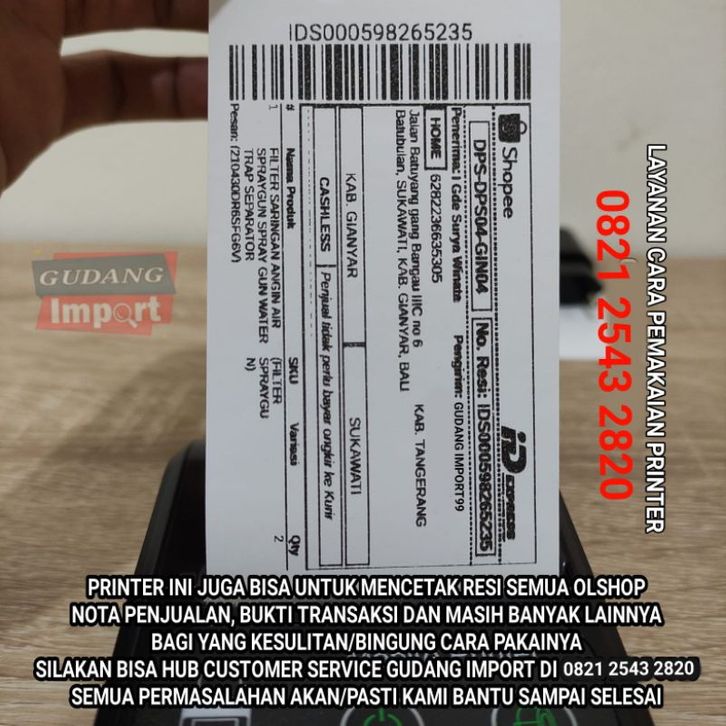 IDS000598265235
Shopee
iD EXPRESS
DPS-DPS04-GIN04
No. Resi: IDS000598265235
Penerima: I Gde Surya Winata
Pengirim: GUDANG IMPORT99
HOME
6282236635305
Jalan Batuyang gang Bangau IIIC no 6
Batubulan, SUKAWATI, KAB. GIANYAR, BALI
KAB. TANGERANG
KAB. GIANYAR
SUKAWATI
CASHLESS
Penjual tidak perlu bayar ongkir ke Kurir
# Nama Produk SKU Variasi Qty
1 FILTER SARINGAN ANGIN AIR (FILTER 2
SPRAYGUN SPRAY GUN WATER SPRAYGU
TRAP SEPARATOR N)
Pesan: (210430DR6SFG8V)
GUDANG
Import
LAYANAN CARA PEMAKAIAN PRINTER
0821 2543 2820
PRINTER INI JUGA BISA UNTUK MENCETAK RESI SEMUA OLSHOP
NOTA PENJUALAN, BUKTI TRANSAKSI DAN MASIH BANYAK LAINNYA
BAGI YANG KESULITAN/BINGUNG CARA PAKAINYA
SILAKAN BISA HUB CUSTOMER SERVICE GUDANG IMPORT DI 0821 2543 2820
SEMUA PERMASALAHAN AKAN/PASTI KAMI BANTU SAMPAI SELESAI